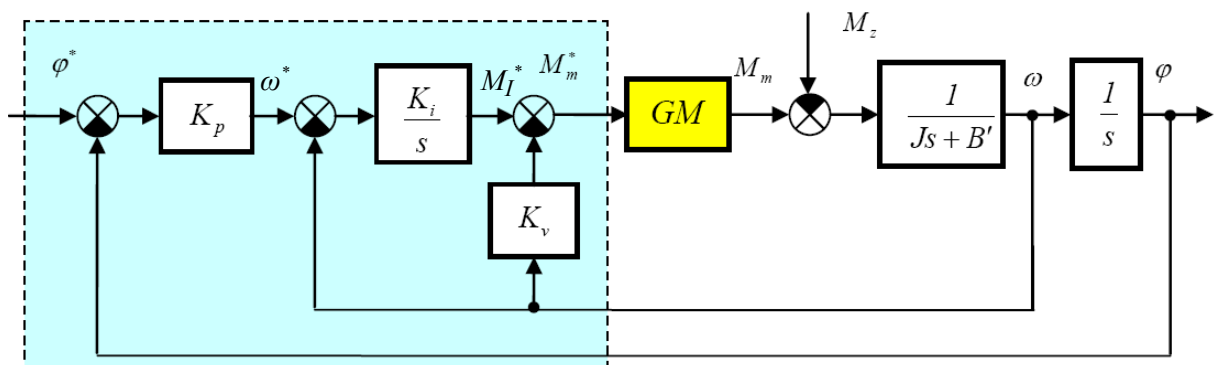 M_z
φ*
ω*
M_I*
M_m*
M_m
ω
φ
K_p
K_i
s
GM
1
Js + B′
1
s
K_v